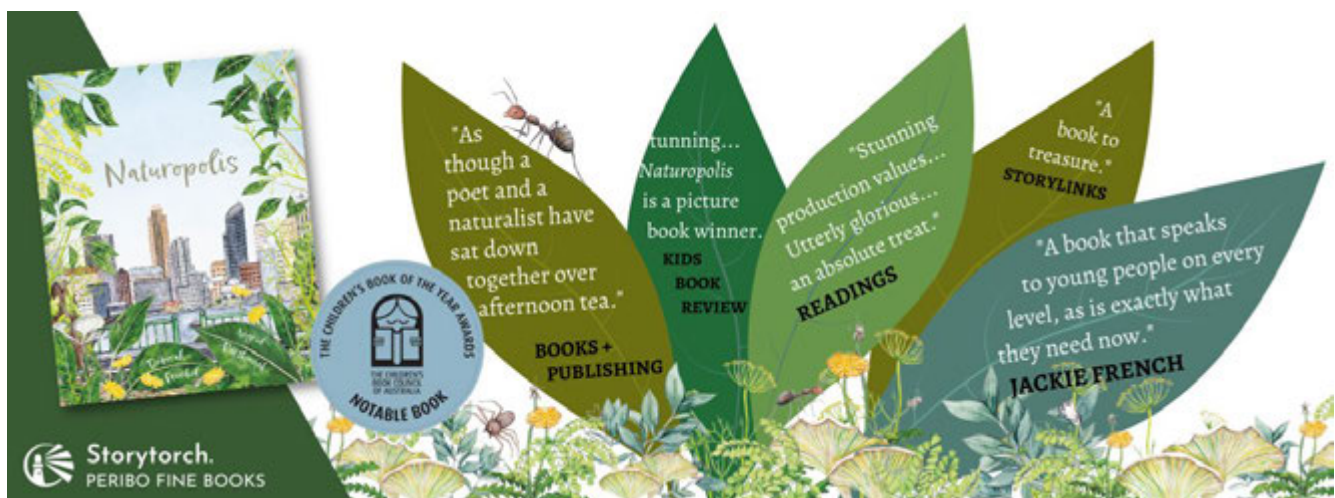 Naturopolis
Deborah
Frenkel
THE CHILDREN'S BOOK OF THE YEAR AWARDS
THE CHILDREN'S
BOOK COUNCIL
OF AUSTRALIA
NOTABLE BOOK
Storytorch.
PERIBO FINE BOOKS
"As
though a
poet and a
naturalist have
sat down
together over
afternoon tea."
BOOKS +
PUBLISHING
tunning...
Naturopolis
is a picture
book winner.
KIDS
BOOK
REVIEW
"Stunning
production values...
Utterly glorious...
an absolute treat."
READINGS
"A
book to
treasure."
STORYLINKS
"A book that speaks
to young people on every
level, as is exactly what
they need now."
JACKIE FRENCH